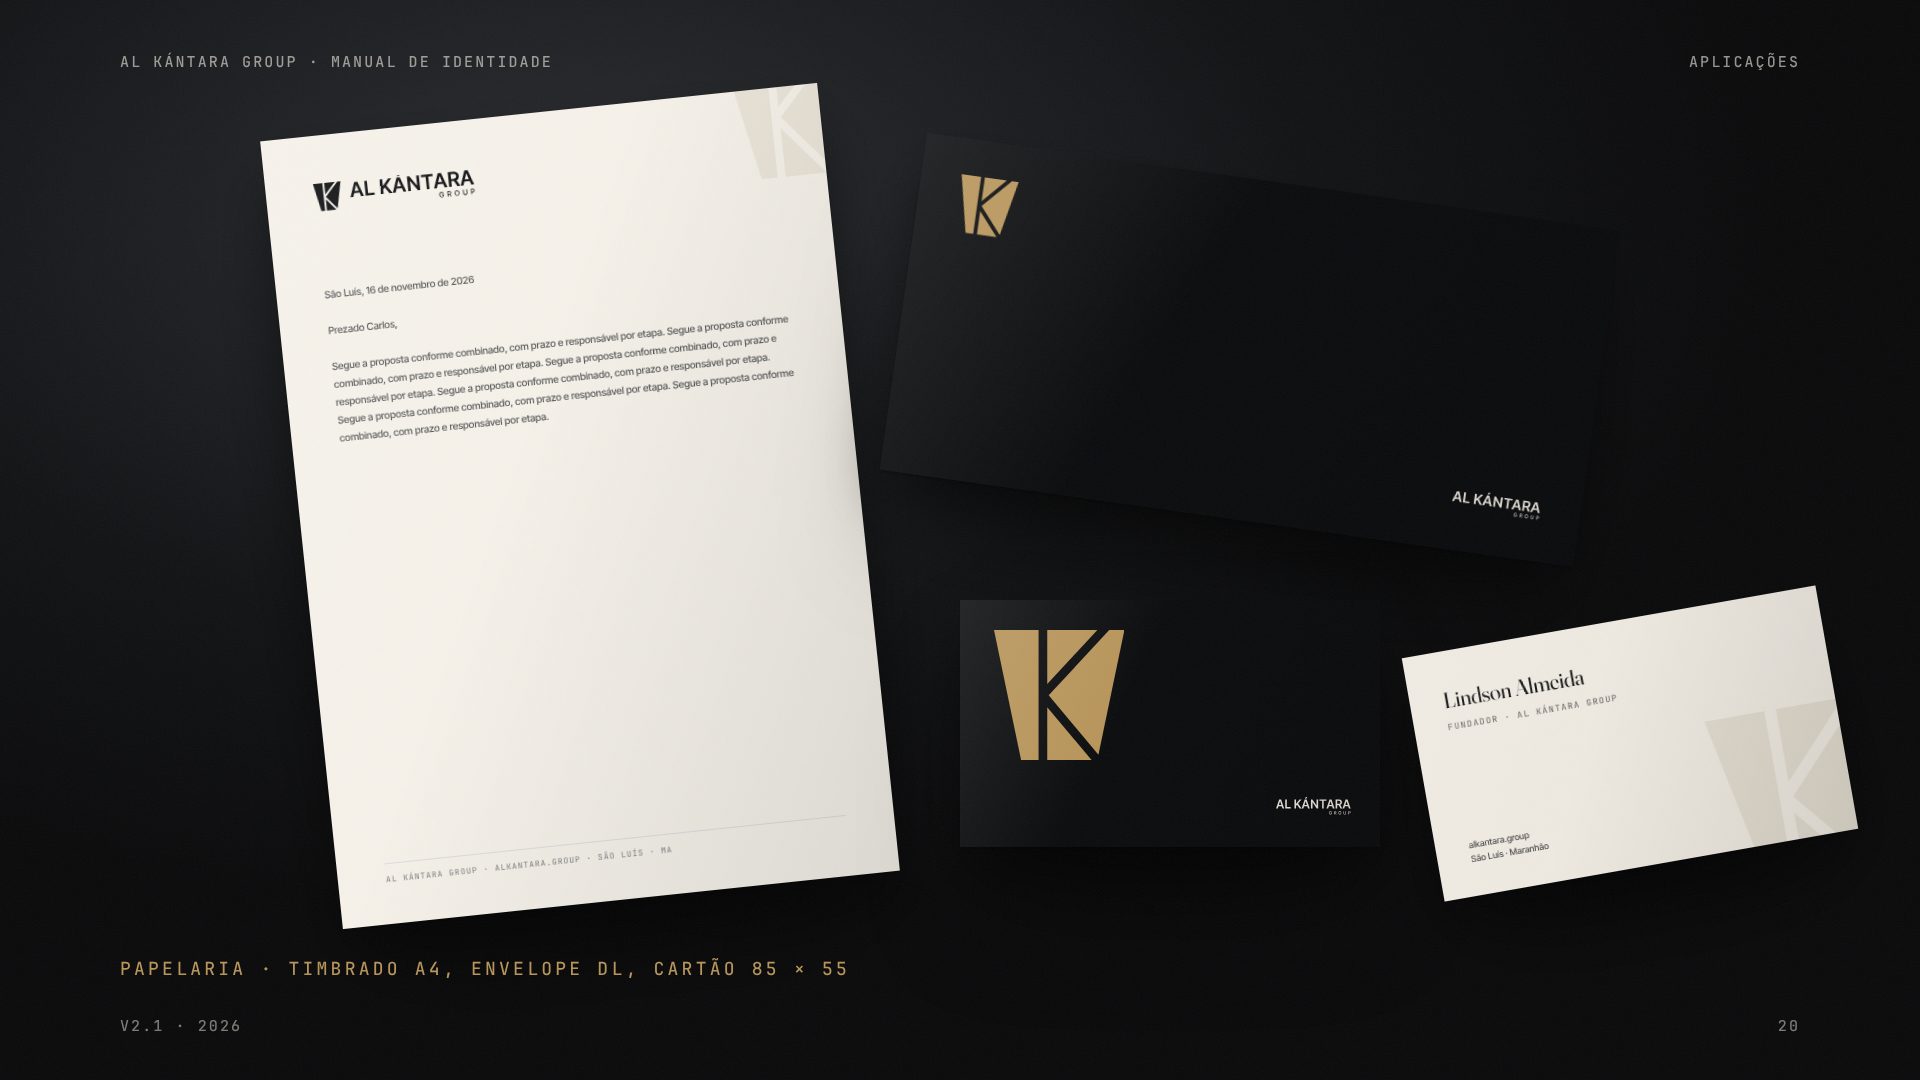 AL KÁNTARA GROUP · MANUAL DE IDENTIDADE
APLICAÇÕES
AL KÁNTARA
GROUP
São Luís, 16 de novembro de 2026
Prezado Carlos,
Segue a proposta conforme combinado, com prazo e responsável por etapa. Segue a proposta conforme
combinado, com prazo e responsável por etapa. Segue a proposta conforme combinado, com prazo e
responsável por etapa. Segue a proposta conforme combinado, com prazo e responsável por etapa.
Segue a proposta conforme combinado, com prazo e responsável por etapa. Segue a proposta conforme
combinado, com prazo e responsável por etapa.
AL KÁNTARA GROUP · ALKANTARA.GROUP · SÃO LUÍS · MA
K
AL KÁNTARA
GROUP
K
AL KÁNTARA
GROUP
Lindson Almeida
FUNDADOR · AL KÁNTARA GROUP
alkantara.group
São Luís · Maranhão
PAPELARIA · TIMBRADO A4, ENVELOPE DL, CARTÃO 85 × 55
V2.1 · 2026
20